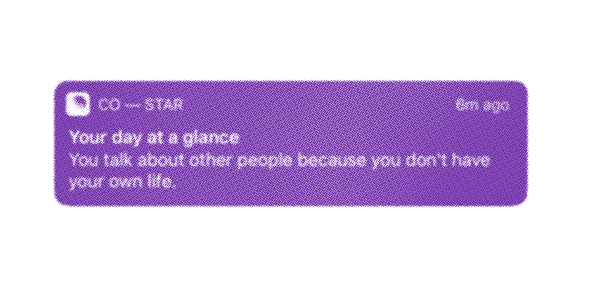 CO — STAR
6m ago
Your day at a glance
You talk about other people because you don't have
your own life.